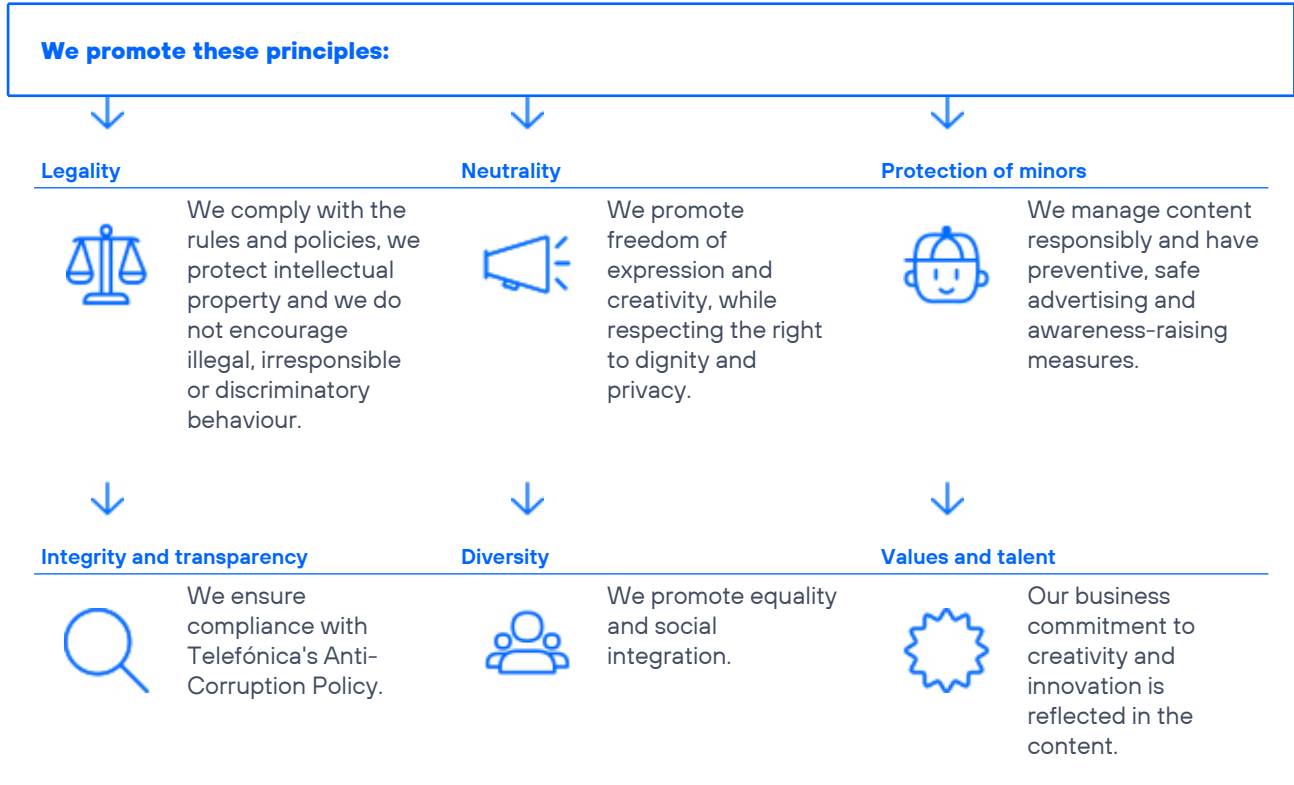 We promote these principles:
Legality
We comply with the
rules and policies, we
protect intellectual
property and we do
not encourage
illegal, irresponsible
or discriminatory
behaviour.
Neutrality
We promote
freedom of
expression and
creativity, while
respecting the right
to dignity and
privacy.
Protection of minors
We manage content
responsibly and have
preventive, safe
advertising and
awareness-raising
measures.
Integrity and transparency
We ensure
compliance with
Telefónica's Anti-
Corruption Policy.
Diversity
We promote equality
and social
integration.
Values and talent
Our business
commitment to
creativity and
innovation is
reflected in the
content.